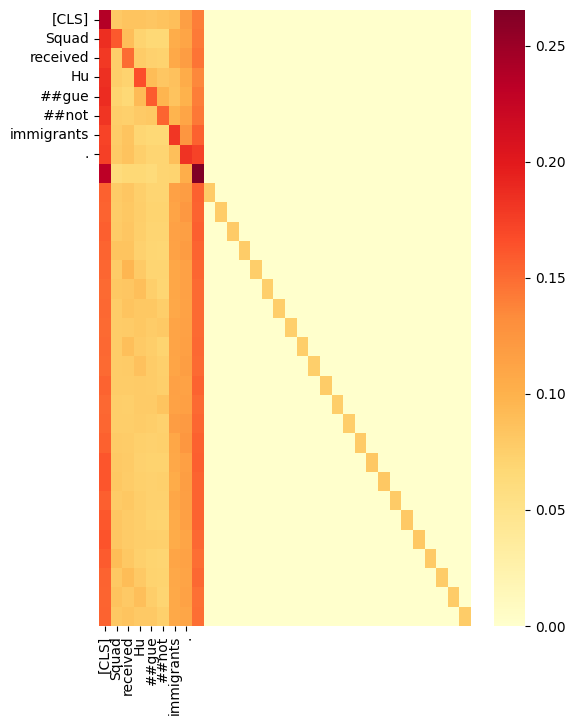 [CLS]
Squad
received
Hu
##gue
##not
immigrants
.
[CLS]
Squad
received
Hu
##gue
##not
immigrants
.
0.25
0.20
0.15
0.10
0.05
0.00